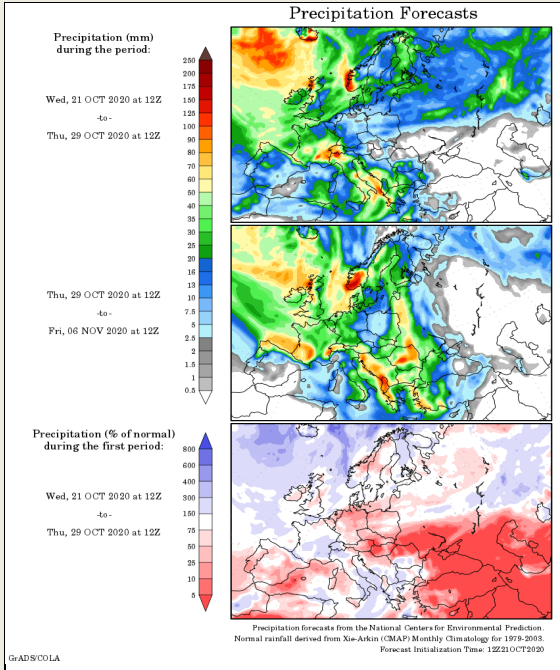 Precipitation Forecasts
Precipitation (mm)
during the period:
Wed, 21 OCT 2020 at 12Z
-to-
Thu, 29 OCT 2020 at 12Z
250
200
175
150
125
100
90
80
70
60
50
40
35
30
25
20
16
13
10
7.5
5
2.5
2
1.5
1
0.5
Thu, 29 OCT 2020 at 12Z
-to-
Fri, 06 NOV 2020 at 12Z
Precipitation (% of normal)
during the first period:
Wed, 21 OCT 2020 at 12Z
-to-
Thu, 29 OCT 2020 at 12Z
800
600
400
300
150
75
50
25
10
5
Precipitation forecasts from the National Centers for Environmental Prediction.
Normal rainfall derived from Xie-Arkin (CMAP) Monthly Climatology for 1979-2003.
Forecast Initialization Time: 12Z21OCT2020
GrADS/COLA